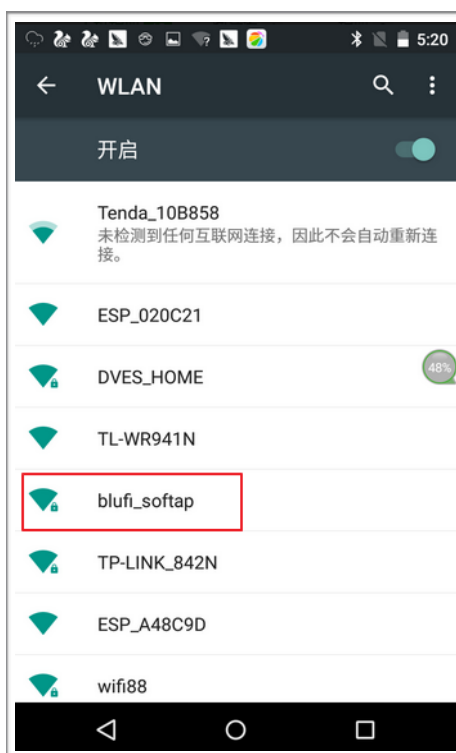 5:20
WLAN
开启
Tenda_10B858
未检测到任何互联网连接，因此不会自动重新连
接。
ESP_020C21
DVES_HOME
48%
TL-WR941N
blufi_softap
TP-LINK_842N
ESP_A48C9D
wifi88